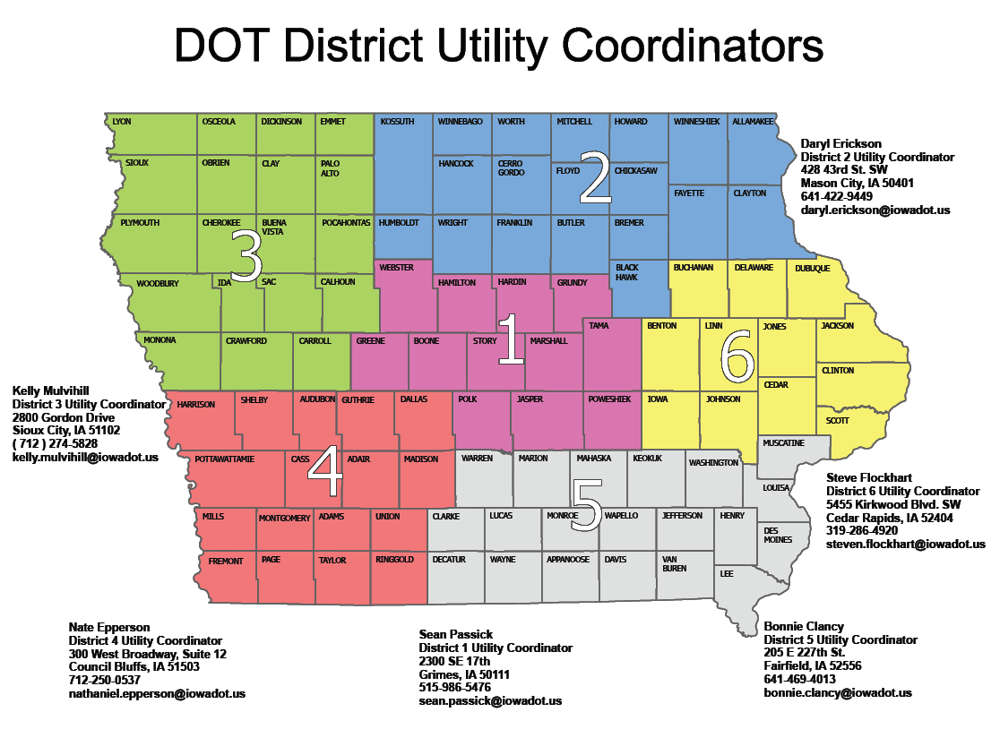 DOT District Utility Coordinators
LYON OSCEOLA DICKINSON EMMET KOSSUTH WINNEBAGO WORTH MITCHELL HOWARD WINNESHIEK ALLAMAKEE
Daryl Erickson
District 2 Utility Coordinator
428 43rd St. SW
Mason City, IA 50401
641-422-9449
daryl.erickson@iowadot.us
SIOUX OBRIEN CLAY PALO
ALTO
HANCOCK CERRO
GORDO
FLOYD 2 CHICKASAW
FAYETTE CLAYTON
PLYMOUTH CHEROKEE BUENA
VISTA
POCAHONTAS HUMBOLDT WRIGHT FRANKLIN BUTLER BREMER
3
WEBSTER BLACK
HAWK
BUCHANAN DELAWARE DUBUQUE
WOODBURY IDA SAC CALHOUN HAMILTON HARDIN GRUNDY
1
TAMA BENTON LINN JONES JACKSON
6
MONONA CRAWFORD CARROLL GREENE BOONE STORY MARSHALL
CLINTON
CEDAR
Kelly Mulvihill
District 3 Utility Coordinator
2800 Gordon Drive
Sioux City, IA 51102
( 712 ) 274-5828
kelly.mulvihill@iowadot.us
HARRISON SHELBY AUDUBON GUTHRIE DALLAS POLK JASPER POWESHIEK IOWA JOHNSON
SCOTT
MUSCATINE
POTTAWATTAMIE CASS 4 ADAIR MADISON WARREN MARION MAHASKA KEOKUK WASHINGTON
LOUISA
Steve Flockhart
District 6 Utility Coordinator
5455 Kirkwood Blvd. SW
Cedar Rapids, IA 52404
319-286-4920
steven.flockhart@iowadot.us
5
MILLS MONTGOMERY ADAMS UNION CLARKE LUCAS MONROE WAPELLO JEFFERSON HENRY
DES
MOINES
FREMONT PAGE TAYLOR RINGGOLD DECATUR WAYNE APPANOOSE DAVIS VAN
BUREN
LEE
Nate Epperson
District 4 Utility Coordinator
300 West Broadway, Suite 12
Council Bluffs, IA 51503
712-250-0537
nathaniel.epperson@iowadot.us
Sean Passick
District 1 Utility Coordinator
2300 SE 17th
Grimes, IA 50111
515-986-5476
sean.passick@iowadot.us
Bonnie Clancy
District 5 Utility Coordinator
205 E 227th St.
Fairfield, IA 52556
641-469-4013
bonnie.clancy@iowadot.us